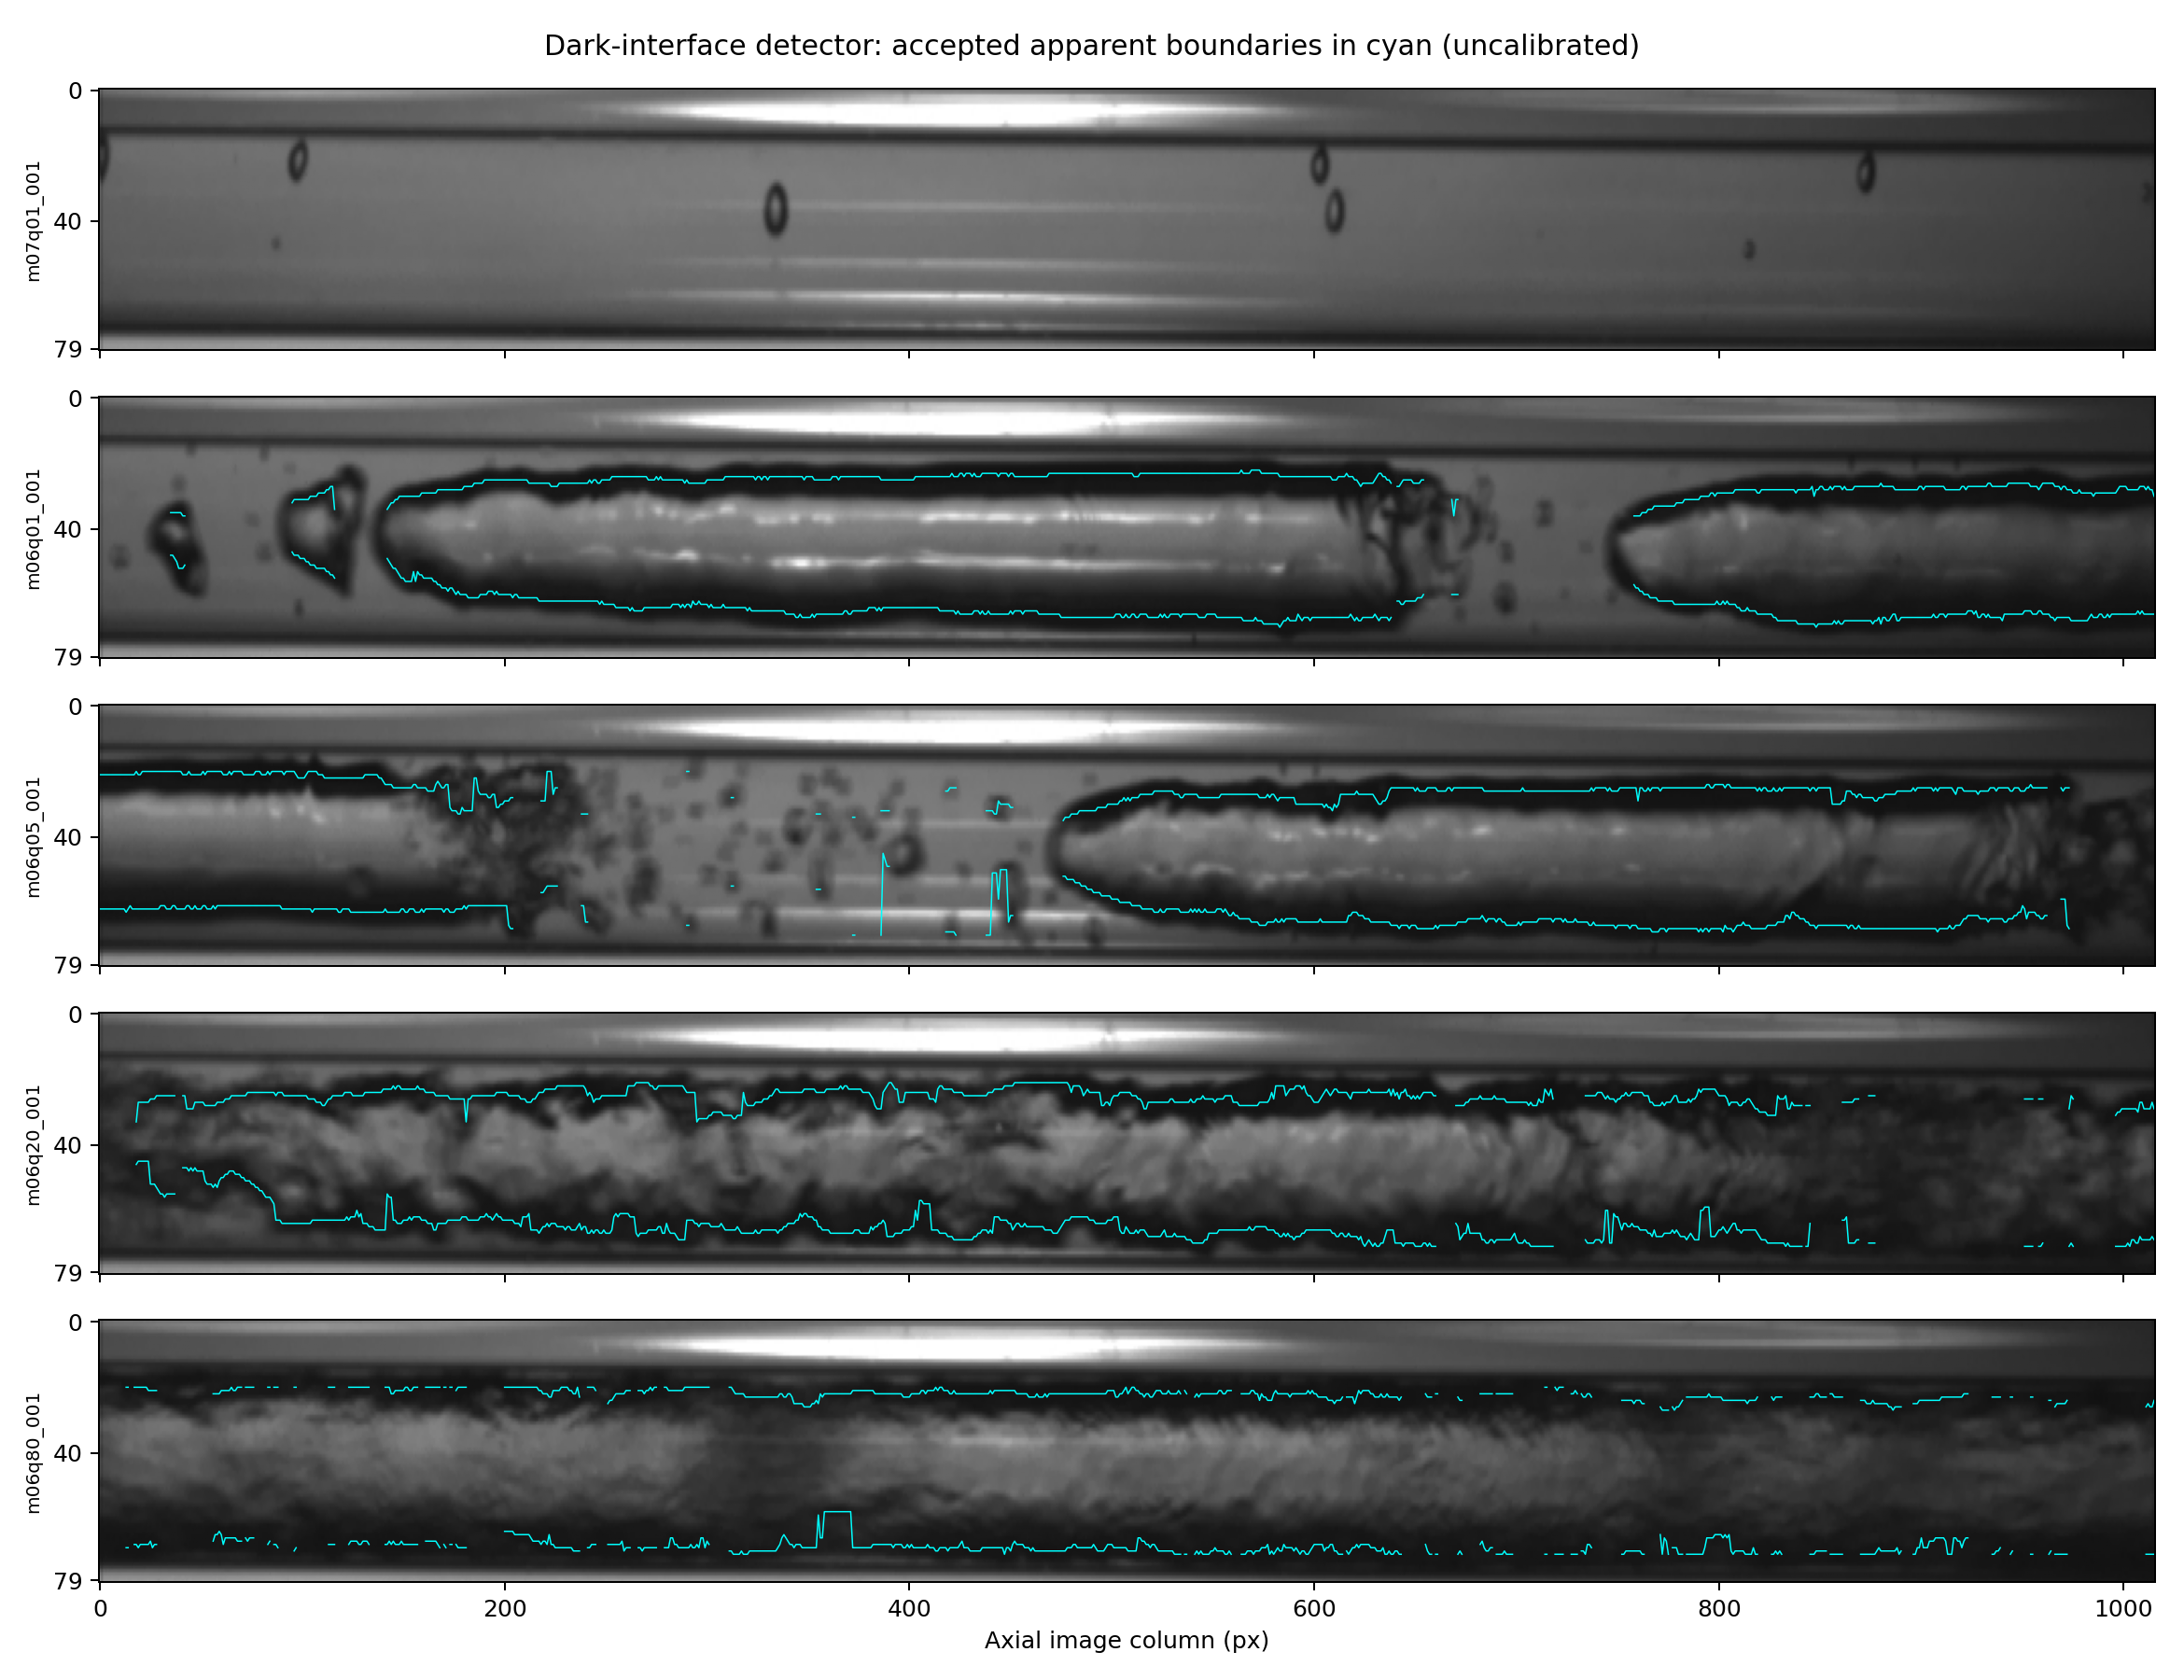 Dark-interface detector: accepted apparent boundaries in cyan (uncalibrated)
0
40
79
m07q01_001
0
40
79
m06q01_001
0
40
79
m06q05_001
0
40
79
m06q20_001
0
40
79
m06q80_001
0 200 400 600 800 1000
Axial image column (px)